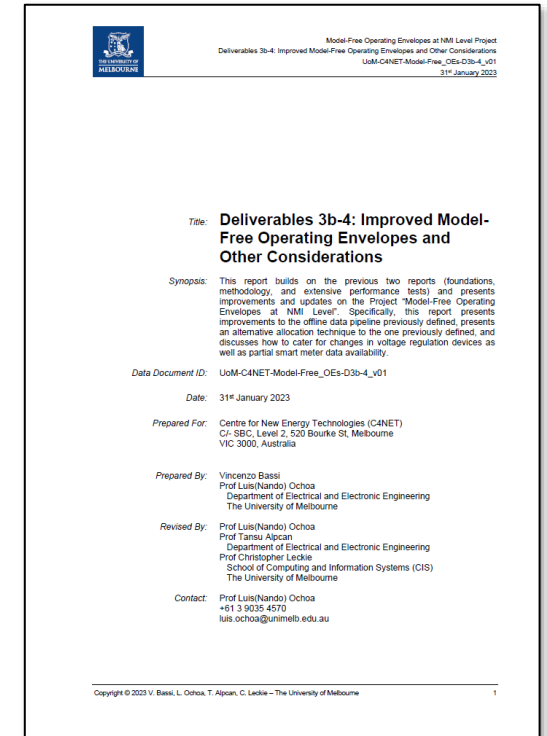 THE UNIVERSITY OF
MELBOURNE
Model-Free Operating Envelopes at NMI Level Project
Deliverables 3b-4: Improved Model-Free Operating Envelopes and Other Considerations
UoM-C4NET-Model-Free_OEs-D3b-4_v01
31st January 2023
Title: Deliverables 3b-4: Improved Model-
Free Operating Envelopes and
Other Considerations
Synopsis: This report builds on the previous two reports (foundations,
methodology, and extensive performance tests) and presents
improvements and updates on the Project "Model-Free Operating
Envelopes at NMI Level". Specifically, this report presents
improvements to the offline data pipeline previously defined, presents
an alternative allocation technique to the one previously defined, and
discusses how to cater for changes in voltage regulation devices as
well as partial smart meter data availability.
Data Document ID: UoM-C4NET-Model-Free_OEs-D3b-4_v01
Date: 31st January 2023
Prepared For: Centre for New Energy Technologies (C4NET)
C/- SBC, Level 2, 520 Bourke St, Melbourne
VIC 3000, Australia
Prepared By: Vincenzo Bassi
Prof Luis(Nando) Ochoa
Department of Electrical and Electronic Engineering
The University of Melbourne
Revised By: Prof Luis(Nando) Ochoa
Prof Tansu Alpcan
Department of Electrical and Electronic Engineering
Prof Christopher Leckie
School of Computing and Information Systems (CIS)
The University of Melbourne
Contact: Prof Luis(Nando) Ochoa
+61 3 9035 4570
luis.ochoa@unimelb.edu.au
Copyright © 2023 V. Bassi, L. Ochoa, T. Alpcan, C. Leckie – The University of Melbourne 1